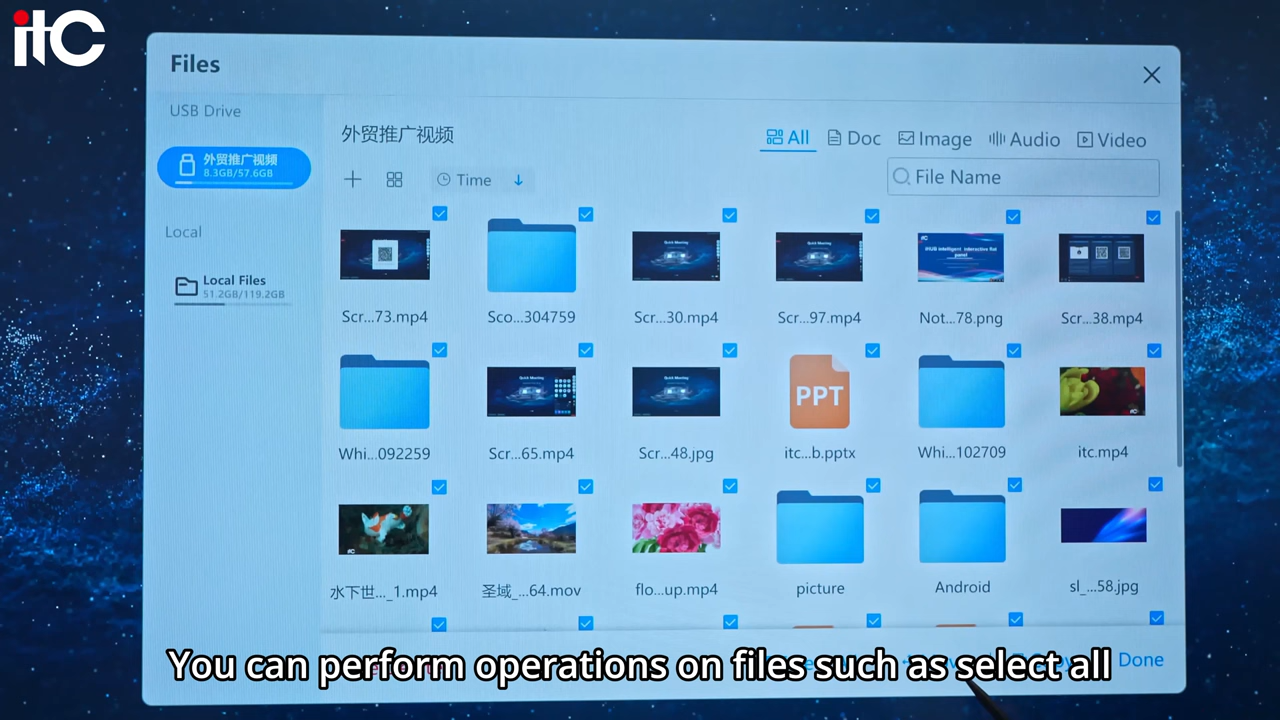 itc
Files
USB Drive
外贸推广视频
8.3GB/57.6GB
Local
Local Files
51.2GB/119.2GB
外贸推广视频
All
Doc
Image
Audio
Video
Time
File Name
Scr...73.mp4
Sco...304759
Scr...30.mp4
Scr...97.mp4
Not...78.png
Scr...38.mp4
Whi...092259
Scr...65.mp4
Scr...48.jpg
PPT
itc...b.pptx
Whi...102709
itc.mp4
水下世..._1.mp4
圣域_...64.mov
flo...up.mp4
picture
Android
sl_...58.jpg
Done
You can perform operations on files such as select all